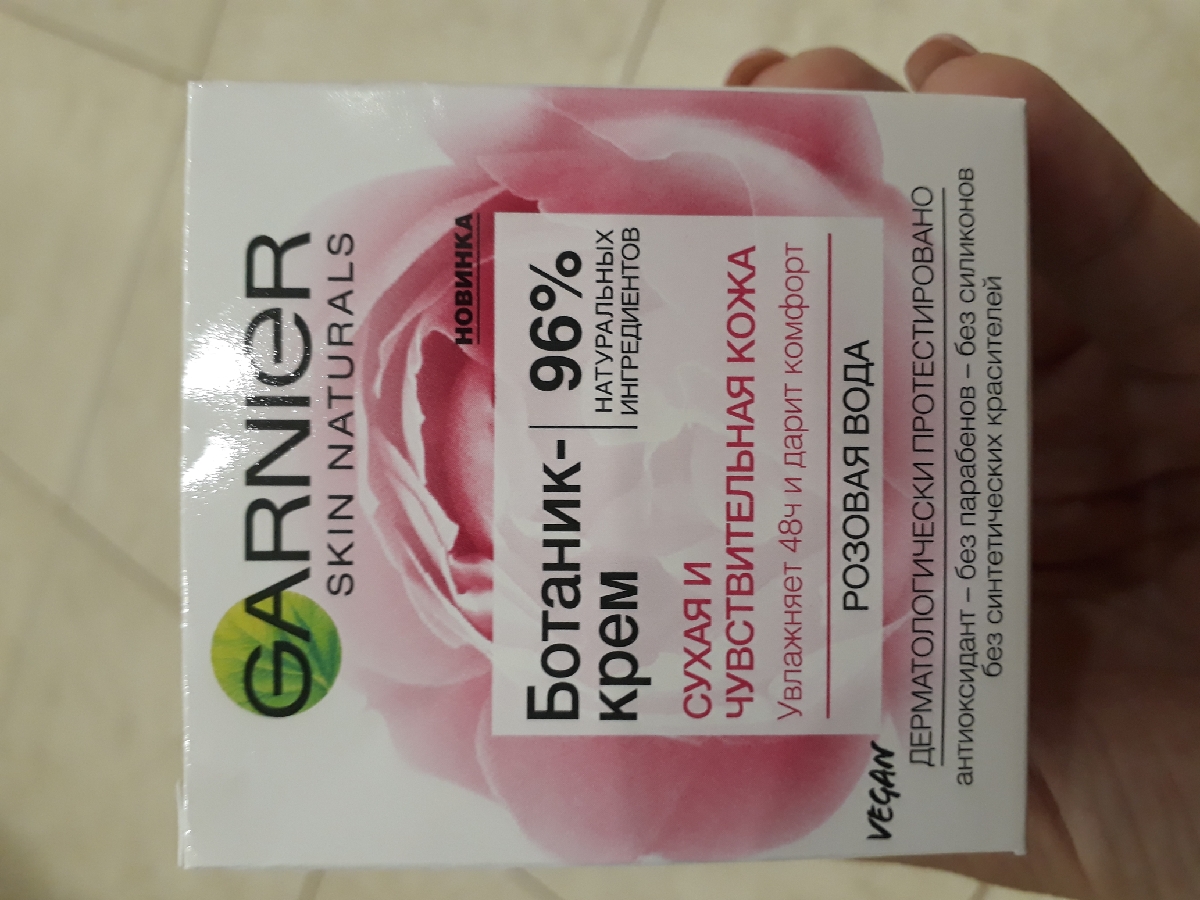 GARNIER
SKIN NATURALS
НОВИНКА
Ботаник-
крем
96%
НАТУРАЛЬНЫХ
ИНГРЕДИЕНТОВ
СУХАЯ И
ЧУВСТВИТЕЛЬНАЯ КОЖА
Увлажняет 48ч и дарит комфорт
РОЗОВАЯ ВОДА
VEGAN
ДЕРМАТОЛОГИЧЕСКИ ПРОТЕСТИРОВАНО
антиоксидант – без парабенов – без силиконов
без синтетических красителей